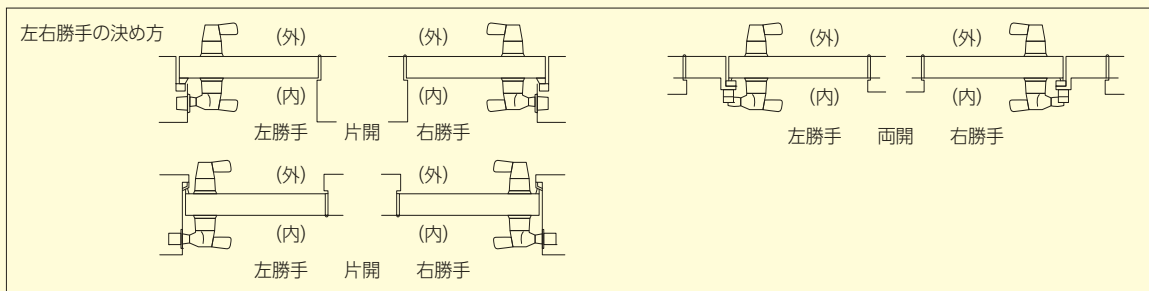 左右勝手の決め方
(外) (外)
(内) (内)
左勝手 片開 右勝手
(外) (外)
(内) (内)
左勝手 両開 右勝手
(外) (外)
(内) (内)
左勝手 片開 右勝手